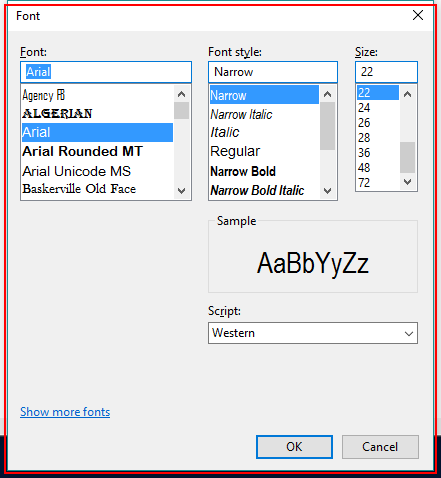 Font
Font:
Font style:
Size:
Arial
Narrow
22
Agency FB
ALGERIAN
Arial
Arial Rounded MT
Arial Unicode MS
Baskerville Old Face
Narrow
Narrow Italic
Italic
Regular
Narrow Bold
Narrow Bold Italic
22
24
26
28
36
48
72
Sample
AaBbYyZz
Script:
Western
Show more fonts
OK
Cancel